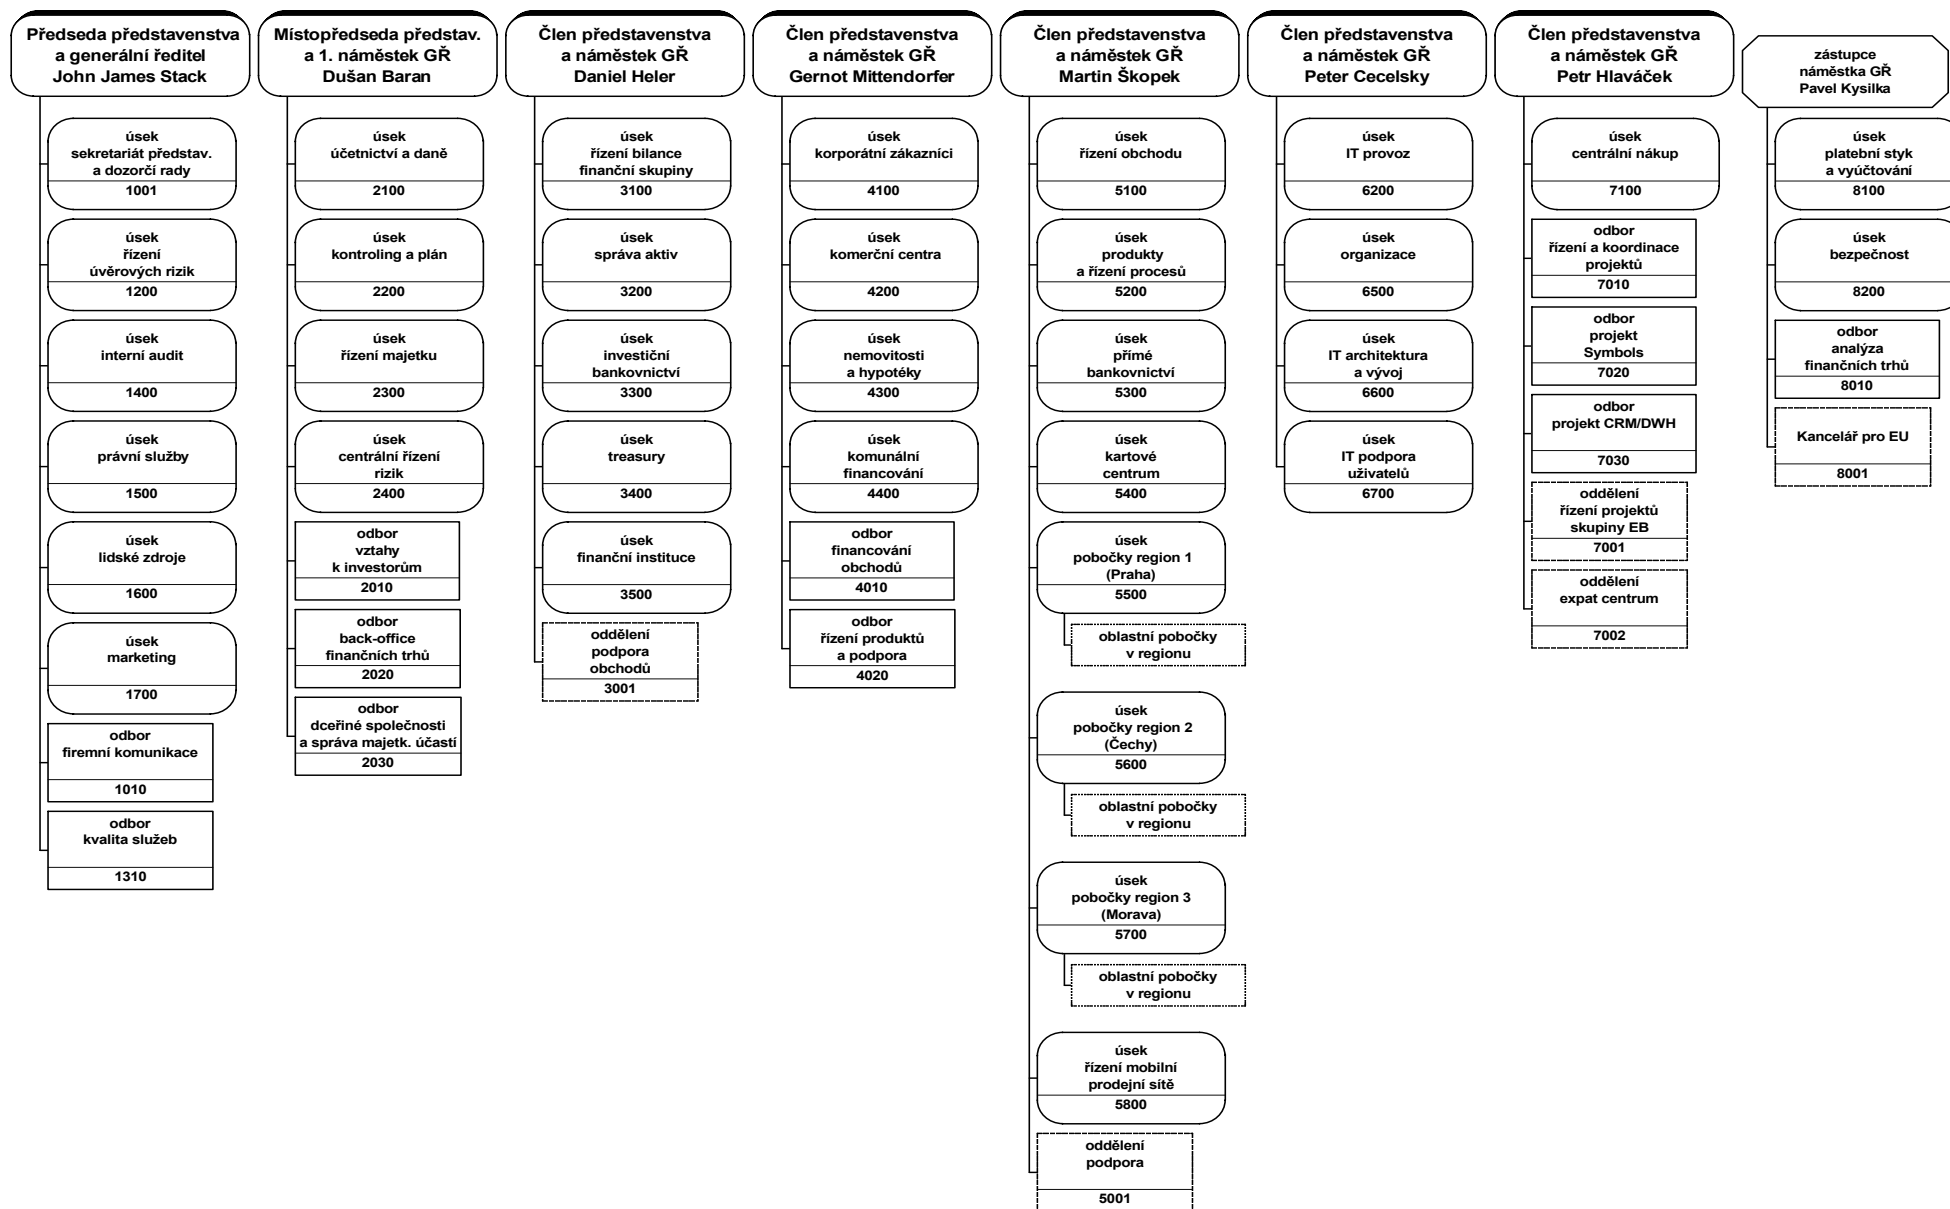 Předseda představenstva
a generální ředitel
John James Stack
úsek
sekretariát představ.
a dozorčí rady
1001
úsek
řízení
úvěrových rizik
1200
úsek
interní audit
1400
úsek
právní služby
1500
úsek
lidské zdroje
1600
úsek
marketing
1700
odbor
firemní komunikace
1010
odbor
kvalita služeb
1310
Místopředseda představ.
a 1. náměstek GŘ
Dušan Baran
úsek
účetnictví a daně
2100
úsek
kontroling a plán
2200
úsek
řízení majetku
2300
úsek
centrální řízení
rizik
2400
odbor
vztahy
k investorům
2010
odbor
back-office
finančních trhů
2020
odbor
dceřiné společnosti
a správa majetk. účastí
2030
Člen představenstva
a náměstek GŘ
Daniel Heler
úsek
řízení bilance
finanční skupiny
3100
úsek
správa aktiv
3200
úsek
investiční
bankovnictví
3300
úsek
treasury
3400
úsek
finanční instituce
3500
oddělení
podpora
obchodů
3001
Člen představenstva
a náměstek GŘ
Gernot Mittendorfer
úsek
korporátní zákazníci
4100
úsek
komerční centra
4200
úsek
nemovitosti
a hypotéky
4300
úsek
komunální
financování
4400
odbor
financování
obchodů
4010
odbor
řízení produktů
a podpora
4020
Člen představenstva
a náměstek GŘ
Martin Škopek
úsek
řízení obchodu
5100
úsek
produkty
a řízení procesů
5200
úsek
přímé
bankovnictví
5300
úsek
kartové
centrum
5400
úsek
pobočky region 1
(Praha)
5500
oblastní pobočky
v regionu
úsek
pobočky region 2
(Čechy)
5600
oblastní pobočky
v regionu
úsek
pobočky region 3
(Morava)
5700
oblastní pobočky
v regionu
úsek
řízení mobilní
prodejní sítě
5800
oddělení
podpora
5001
Člen představenstva
a náměstek GŘ
Peter Cecelsky
úsek
IT provoz
6200
úsek
organizace
6500
úsek
IT architektura
a vývoj
6600
úsek
IT podpora
uživatelů
6700
Člen představenstva
a náměstek GŘ
Petr Hlaváček
úsek
centrální nákup
7100
odbor
řízení a koordinace
projektů
7010
odbor
projekt
Symbols
7020
odbor
projekt CRM/DWH
7030
oddělení
řízení projektů
skupiny EB
7001
oddělení
expat centrum
7002
zástupce
náměstka GŘ
Pavel Kysilka
úsek
platební styk
a vyúčtování
8100
úsek
bezpečnost
8200
odbor
analýza
finančních trhů
8010
Kancelář pro EU
8001